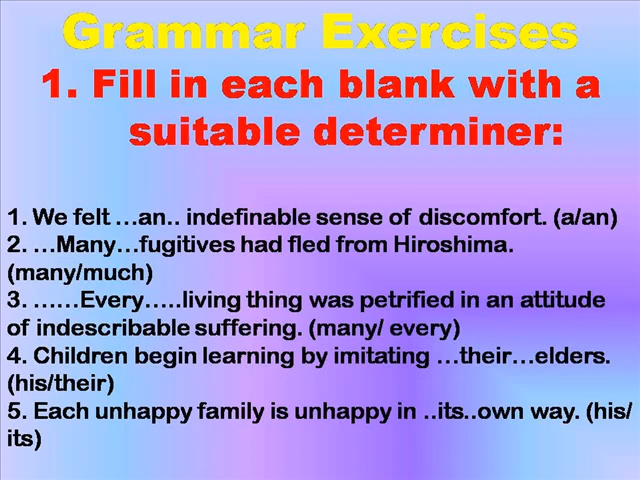 Grammar Exercises
1. Fill in each blank with a
suitable determiner:
1. We felt …an.. indefinable sense of discomfort. (a/an)
2. …Many…fugitives had fled from Hiroshima.
(many/much)
3. ……Every…..living thing was petrified in an attitude
of indescribable suffering. (many/ every)
4. Children begin learning by imitating …their…elders.
(his/their)
5. Each unhappy family is unhappy in ..its..own way. (his/
its)